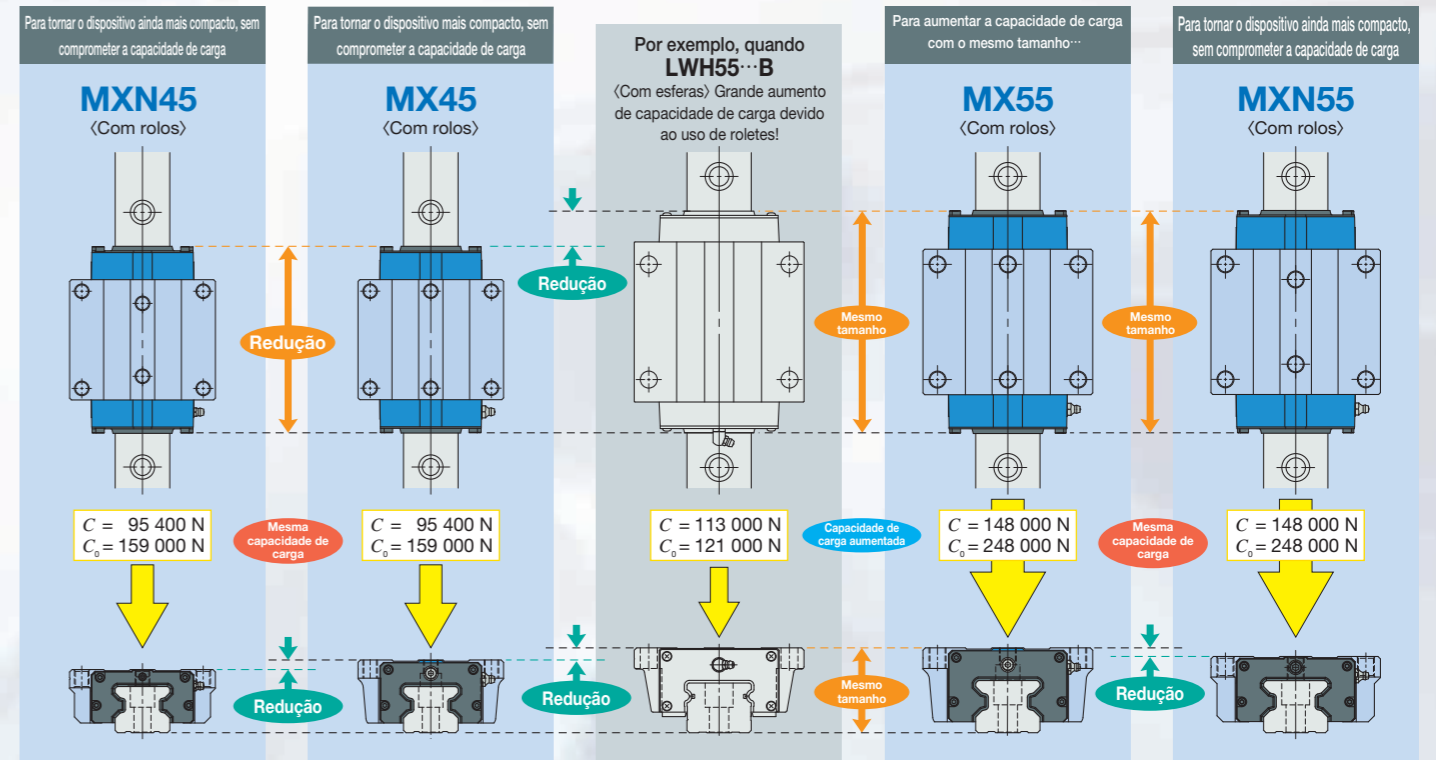 Para tornar o dispositivo ainda mais compacto, sem
comprometer a capacidade de carga
MXN45
〈Com rolos〉
Redução
C = 95 400 N
C₀ = 159 000 N
Mesma
capacidade de
carga
Redução
Para tornar o dispositivo mais compacto, sem
comprometer a capacidade de carga
MX45
〈Com rolos〉
Redução
C = 95 400 N
C₀ = 159 000 N
Redução
Por exemplo, quando
LWH55···B
〈Com esferas〉 Grande aumento
de capacidade de carga devido
ao uso de roletes!
Mesmo
tamanho
C = 113 000 N
C₀ = 121 000 N
Capacidade de
carga aumentada
Mesmo
tamanho
Para aumentar a capacidade de carga
com o mesmo tamanho···
MX55
〈Com rolos〉
Mesmo
tamanho
C = 148 000 N
C₀ = 248 000 N
Mesma
capacidade de
carga
Redução
Para tornar o dispositivo ainda mais compacto,
sem comprometer a capacidade de carga
MXN55
〈Com rolos〉
C = 148 000 N
C₀ = 248 000 N